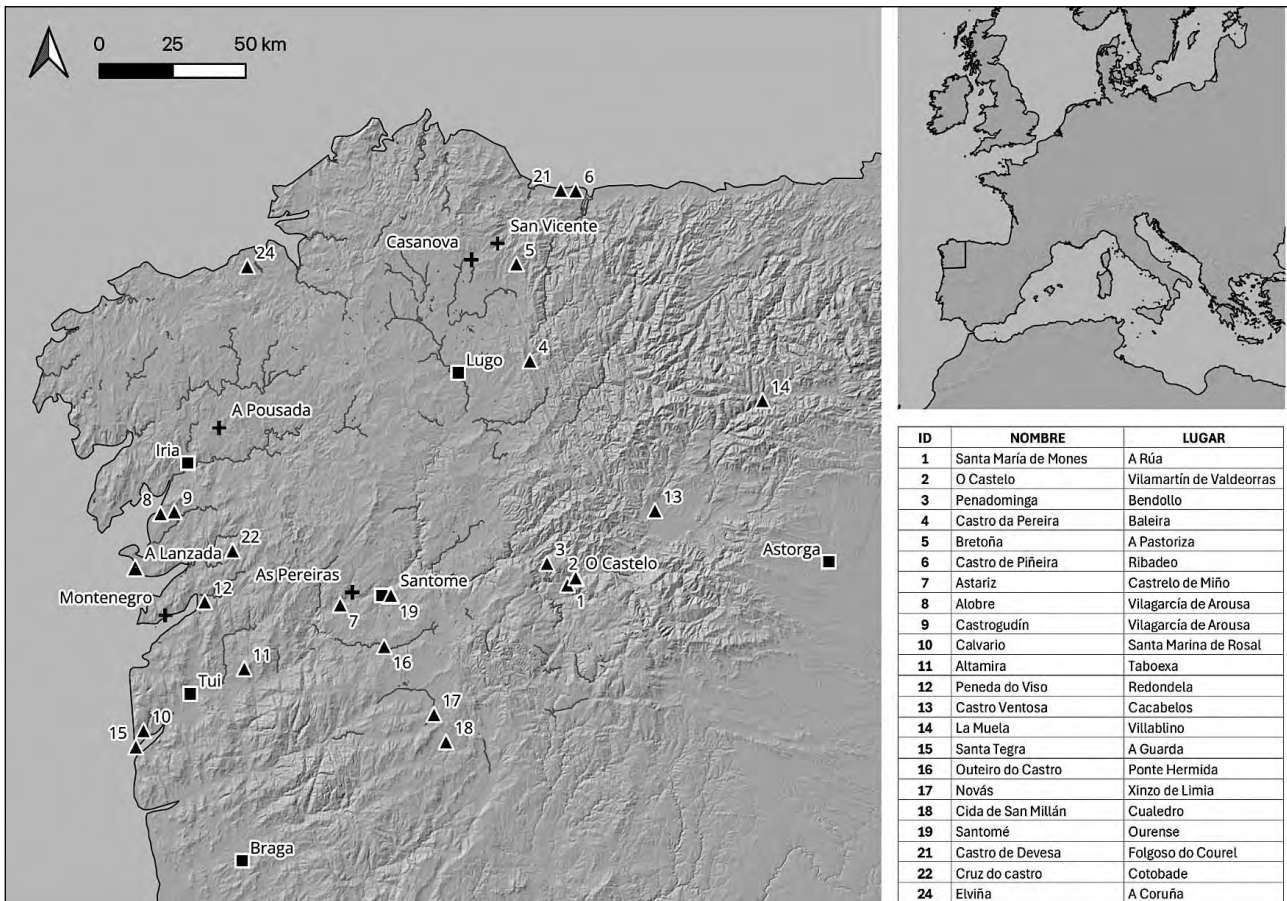 0 25 50 km
21
6
San Vicente
Casanova
5
24
4
Lugo
14
A Pousada
Iria
13
8
9
22
A Lanzada
3
O Castelo
2
1
Astorga
As Pereiras
Santome
Montenegro
12
7
19
16
11
Tui
17
10
15
18
Braga
ID NOMBRE LUGAR
1 Santa María de Mones A Rúa
2 O Castelo Vilamartín de Valdeorras
3 Penadominga Bendollo
4 Castro da Pereira Baleira
5 Bretoña A Pastoriza
6 Castro de Piñeira Ribadeo
7 Astariz Castrelo de Miño
8 Alobre Vilagarcía de Arousa
9 Castrogudín Vilagarcía de Arousa
10 Calvario Santa Marina de Rosal
11 Altamira Taboexa
12 Peneda do Viso Redondela
13 Castro Ventosa Cacabelos
14 La Muela Villablino
15 Santa Tegra A Guarda
16 Outeiro do Castro Ponte Hermida
17 Novás Xinzo de Limia
18 Cida de San Millán Cualedro
19 Santomé Ourense
21 Castro de Devesa Folgoso do Courel
22 Cruz do castro Cotobade
24 Elviña A Coruña